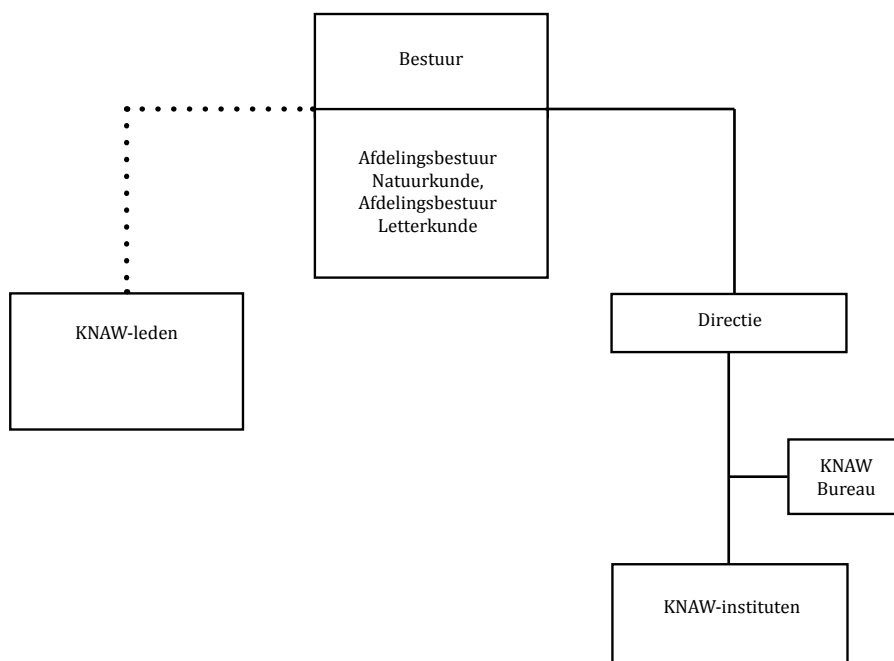 Bestuur
Afdelingsbestuur
Natuurkunde,
Afdelingsbestuur
Letterkunde
KNAW-leden
Directie
KNAW
Bureau
KNAW-instituten